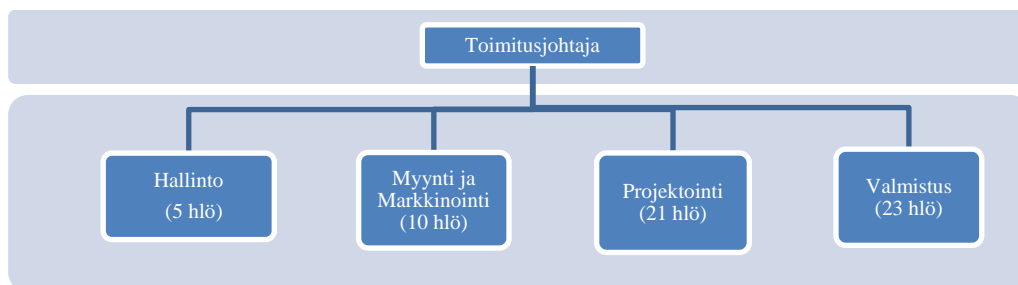 Toimitusjohtaja
Hallinto
(5 hlö)
Myynti ja
Markkinointi
(10 hlö)
Projektointi
(21 hlö)
Valmistus
(23 hlö)